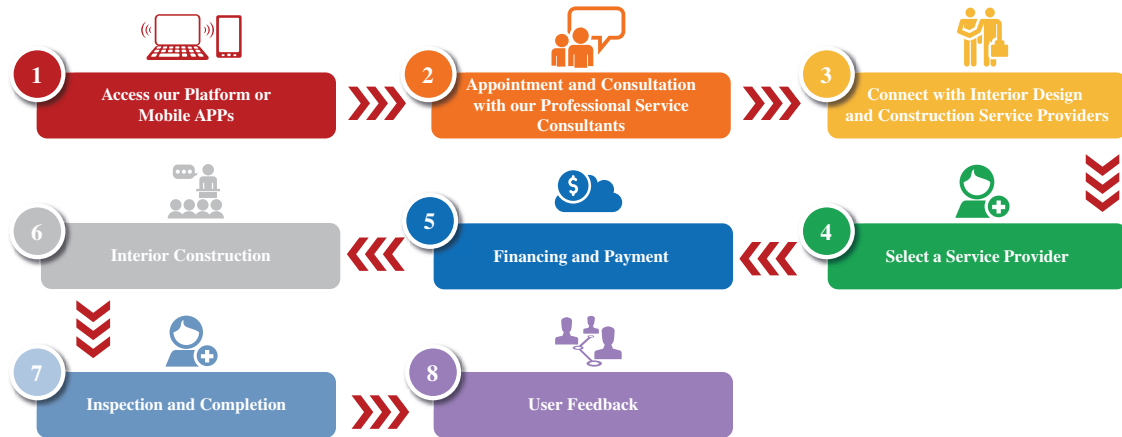 1
Access our Platform or
Mobile APPs
2
Appointment and Consultation
with our Professional Service
Consultants
3
Connect with Interior Design
and Construction Service Providers
4
Select a Service Provider
5
$
Financing and Payment
6
Interior Construction
7
Inspection and Completion
8
User Feedback